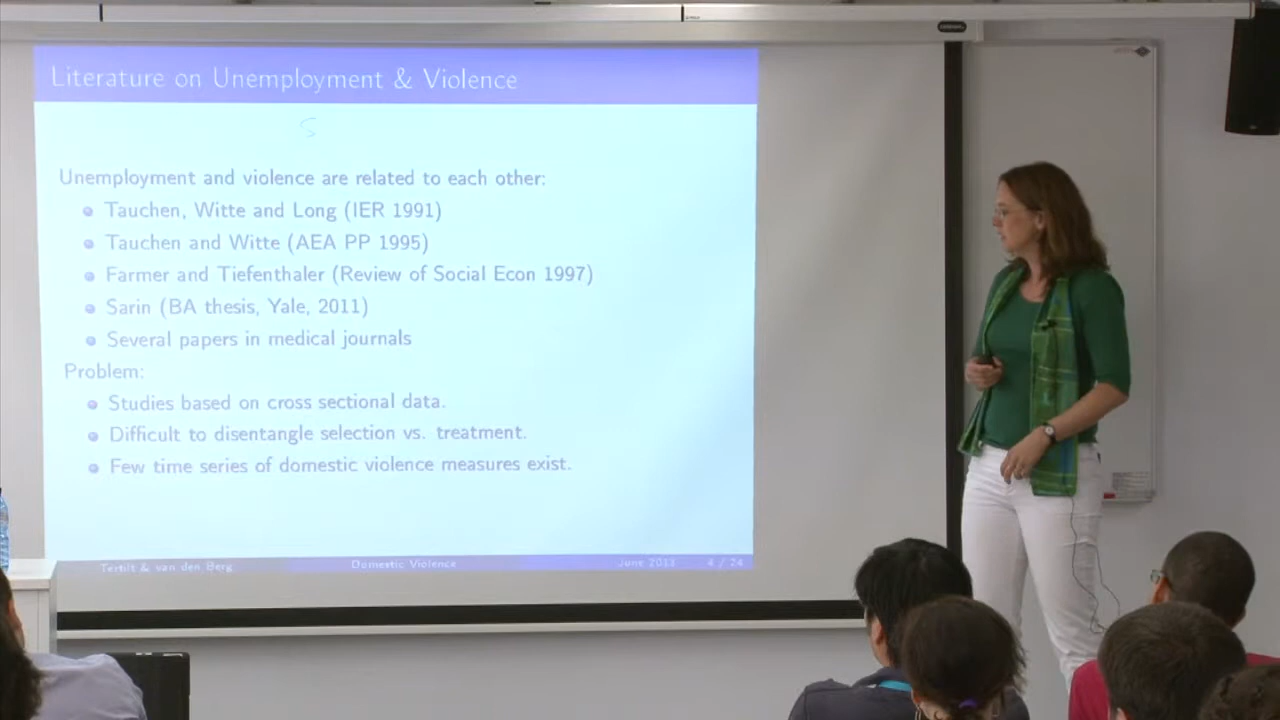 Literature on Unemployment & Violence
Unemployment and violence are related to each other:
Tauchen, Witte and Long (IER 1991)
Tauchen and Witte (AEA PP 1995)
Farmer and Tiefenthaler (Review of Social Econ 1997)
Sarin (BA thesis, Yale, 2011)
Several papers in medical journals
Problem:
Studies based on cross sectional data.
Difficult to disentangle selection vs. treatment.
Few time series of domestic violence measures exist.
Tertilt & van den Berg Domestic Violence June 2013 4 / 24